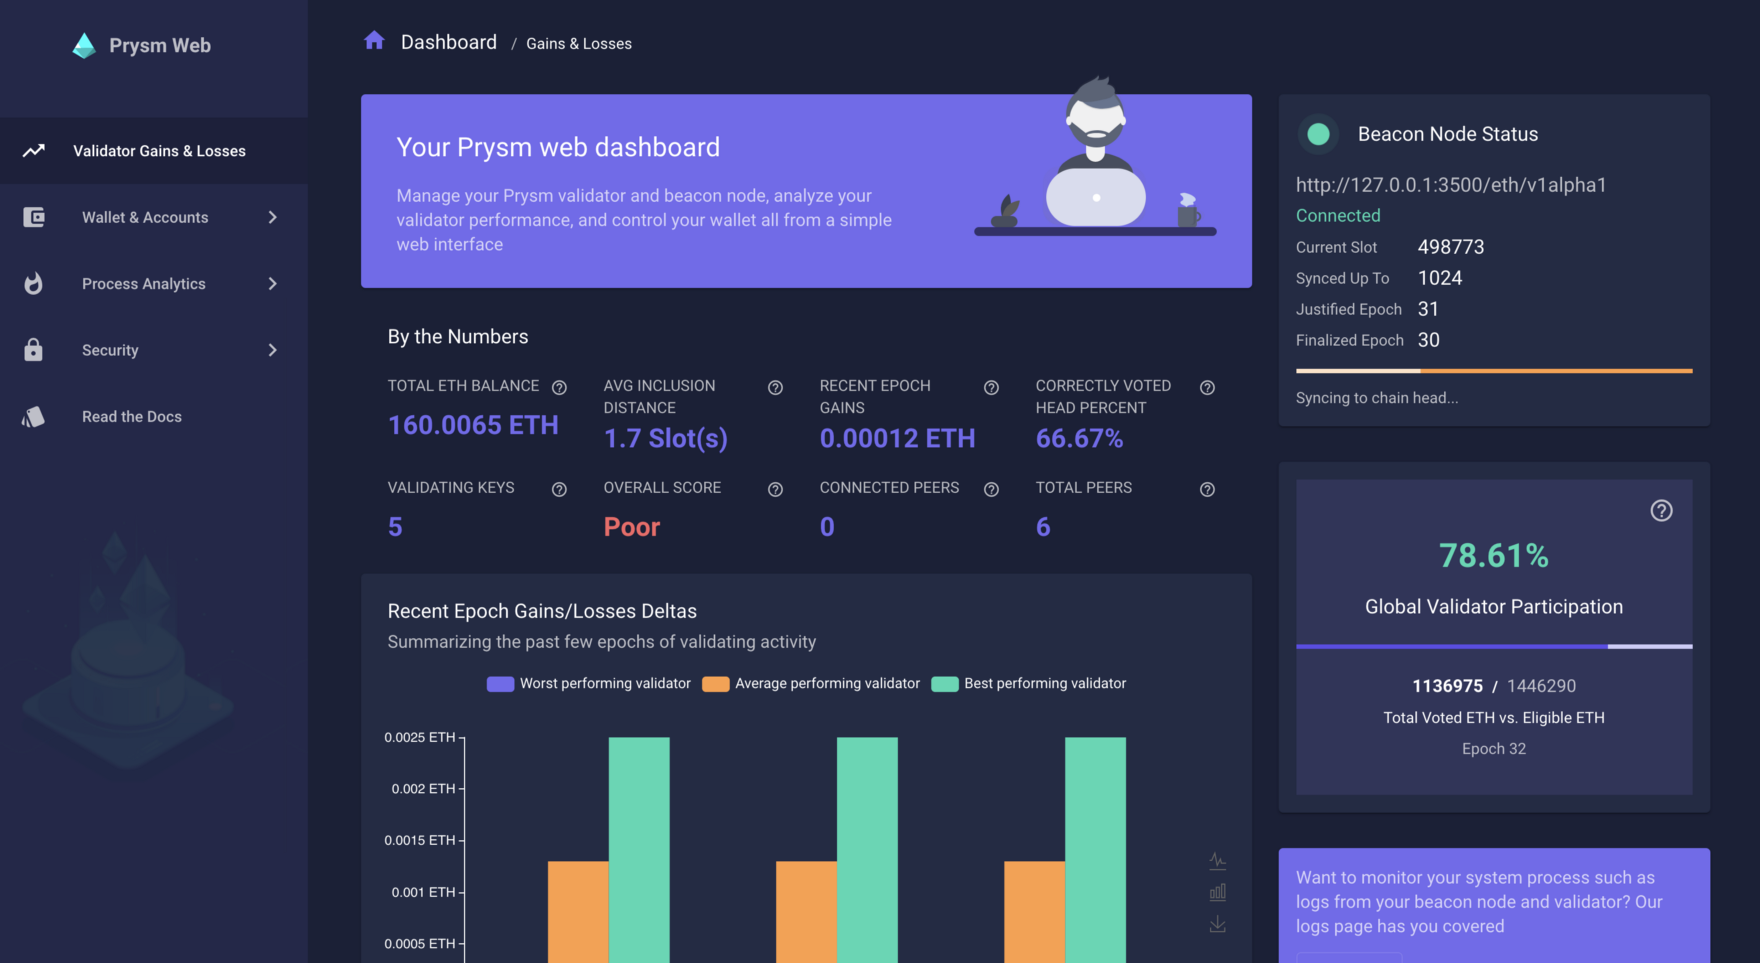 Prysm Web
Validator Gains & Losses
Wallet & Accounts
Process Analytics
Security
Read the Docs
Dashboard / Gains & Losses
Your Prysm web dashboard
Manage your Prysm validator and beacon node, analyze your
validator performance, and control your wallet all from a simple
web interface
By the Numbers
TOTAL ETH BALANCE
160.0065 ETH
AVG INCLUSION
DISTANCE
1.7 Slot(s)
RECENT EPOCH
GAINS
0.00012 ETH
CORRECTLY VOTED
HEAD PERCENT
66.67%
VALIDATING KEYS
5
OVERALL SCORE
Poor
CONNECTED PEERS
0
TOTAL PEERS
6
Recent Epoch Gains/Losses Deltas
Summarizing the past few epochs of validating activity
Worst performing validator
Average performing validator
Best performing validator
0.0025 ETH
0.002 ETH
0.0015 ETH
0.001 ETH
0.0005 ETH
Beacon Node Status
http://127.0.0.1:3500/eth/v1alpha1
Connected
Current Slot 498773
Synced Up To 1024
Justified Epoch 31
Finalized Epoch 30
Syncing to chain head...
78.61%
Global Validator Participation
1136975 / 1446290
Total Voted ETH vs. Eligible ETH
Epoch 32
Want to monitor your system process such as
logs from your beacon node and validator? Our
logs page has you covered